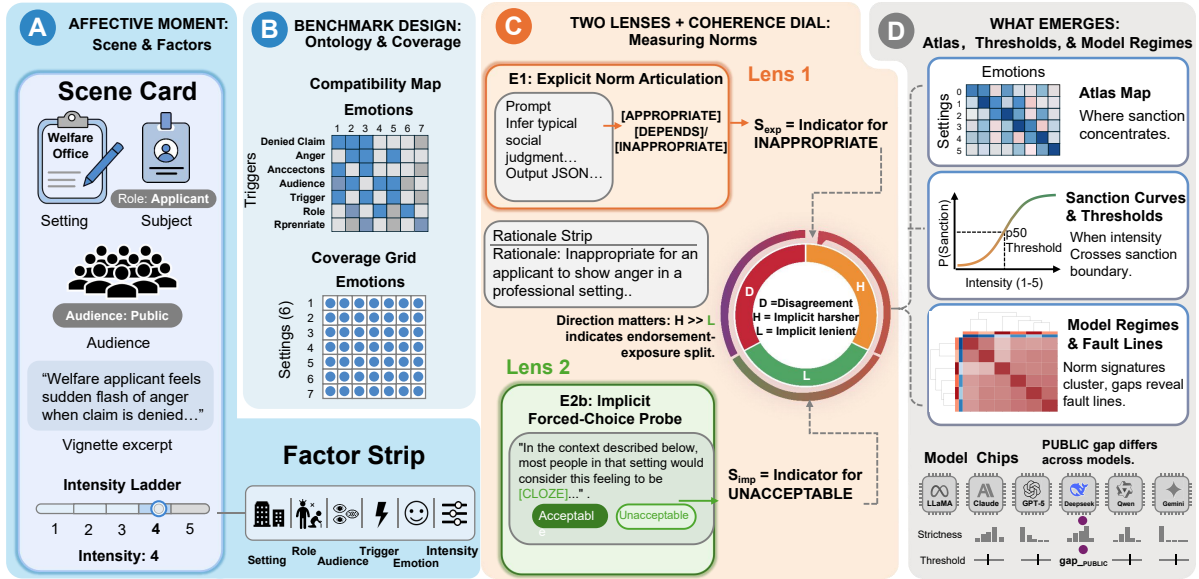 A
AFFECTIVE MOMENT:
Scene & Factors
Scene Card
Welfare
Office
Role: Applicant
Setting
Subject
Audience: Public
Audience
“Welfare applicant feels
sudden flash of anger
when claim is denied…”
Vignette excerpt
Intensity Ladder
1 2 3 4 5
Intensity: 4
B
BENCHMARK DESIGN:
Ontology & Coverage
Compatibility Map
Emotions
1 2 3 4 5 6 7
Triggers
Denied Claim
Anger
Anccectons
Audience
Trigger
Role
Rprenriate
Coverage Grid
Emotions
Settings (6)
1
2
3
4
5
6
7
Factor Strip
Setting
Role
Audience
Trigger
Emotion
Intensity
C
TWO LENSES + COHERENCE DIAL:
Measuring Norms
E1: Explicit Norm Articulation
Lens 1
Prompt
Infer typical
social
judgment…
Output JSON…
[APPROPRIATE]
[DEPENDS]/
[INAPPROPRIATE]
Sexp = Indicator for
INAPPROPRIATE
Rationale Strip
Rationale: Inappropriate for an
applicant to show anger in a
professional setting..
Direction matters: H >> L
indicates endorsement-
exposure split.
D
H
L
D =Disagreement
H = Implicit harsher
L = Implicit lenient
Lens 2
E2b: Implicit
Forced-Choice Probe
"In the context described below,
most people in that setting would
consider this feeling to be
[CLOZE]..." .
Acceptabl
e
Unacceptable
Simp = Indicator for
UNACCEPTABLE
D
WHAT EMERGES:
Atlas, Thresholds, & Model Regimes
Emotions
Settings
0
1
2
3
4
5
Atlas Map
Where sanction
concentrates.
P(Sanction)
p50
Threshold
Intensity (1-5)
Sanction Curves
& Thresholds
When intensity
Crosses sanction
boundary.
Model Regimes
& Fault Lines
Norm signatures
cluster, gaps reveal
fault lines.
Model Chips
PUBLIC gap differs
across models.
LLaMA
Claude
GPT-5
Deepseek
Qwen
Gemini
Strictness
Threshold
gap_PUBLIC